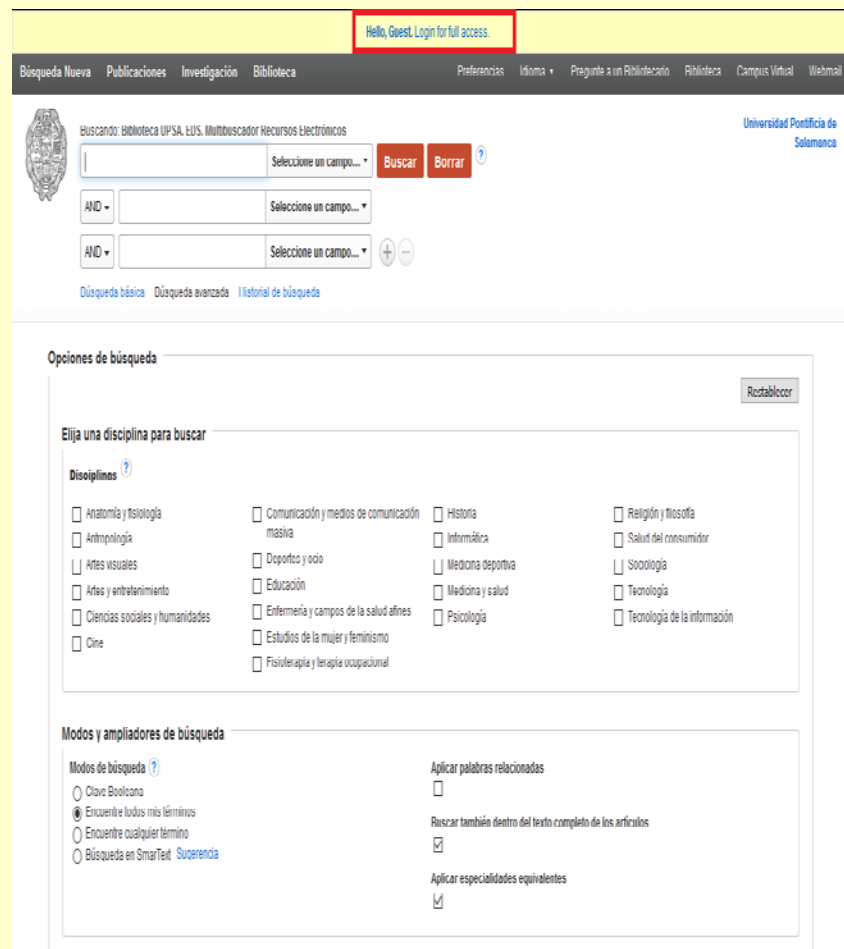 Hello, Guest. Login for full access.
Búsqueda Nueva Publicaciones Investigación Biblioteca Preferencias Idioma Pregunte a un Bibliotecario Biblioteca Campus Virtual Webmail
Buscando: Biblioteca UPSA. EDS. Multibuscador Recursos Electrónicos
Universidad Pontificia de
Salamanca
Seleccione un campo... Buscar Borrar ?
AND Seleccione un campo...
AND Seleccione un campo... + −
Búsqueda básica Búsqueda avanzada Historial de búsqueda
Opciones de búsqueda
Restablecer
Elija una disciplina para buscar
Disciplinas ?
Anatomía y fisiología
Antropología
Artes visuales
Artes y entretenimiento
Ciencias sociales y humanidades
Cine
Comunicación y medios de comunicación
masiva
Deportes y ocio
Educación
Enfermería y campos de la salud afines
Estudios de la mujer y feminismo
Fisioterapia y terapia ocupacional
Historia
Informática
Medicina deportiva
Medicina y salud
Psicología
Religión y filosofía
Salud del consumidor
Sociología
Tecnología
Tecnología de la información
Modos y ampliadores de búsqueda
Modos de búsqueda ?
Clave Booleana
Encuentre todos mis términos
Encuentre cualquier término
Búsqueda en SmarText Sugerencia
Aplicar palabras relacionadas
Buscar también dentro del texto completo de los artículos
Aplicar especialidades equivalentes